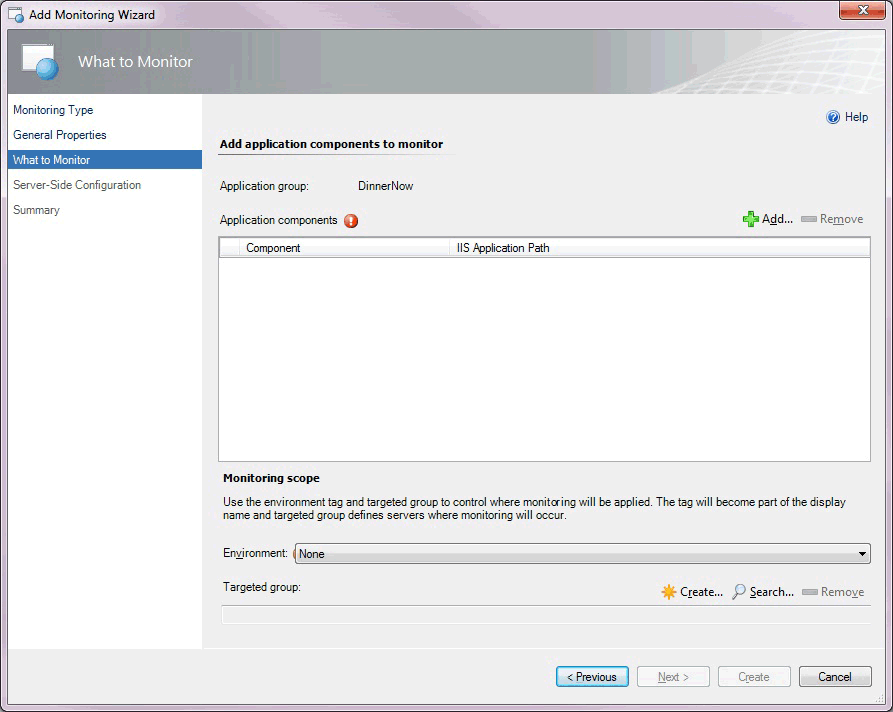 Add Monitoring Wizard
What to Monitor
Monitoring Type
General Properties
What to Monitor
Server-Side Configuration
Summary
Help
Add application components to monitor
Application group: DinnerNow
Application components
Add... Remove
Component IIS Application Path
Monitoring scope
Use the environment tag and targeted group to control where monitoring will be applied. The tag will become part of the display
name and targeted group defines servers where monitoring will occur.
Environment: None
Targeted group:
Create... Search... Remove
< Previous Next > Create Cancel